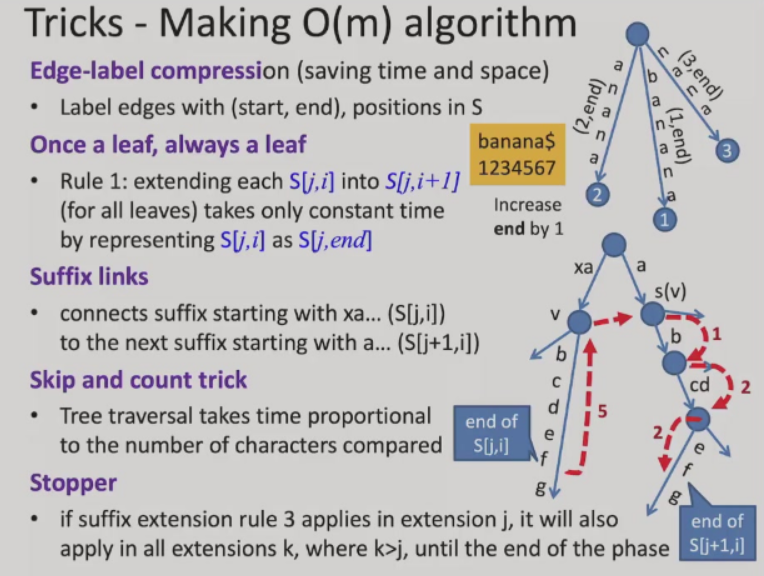 Tricks - Making O(m) algorithm
Edge-label compression (saving time and space)
• Label edges with (start, end), positions in S
Once a leaf, always a leaf
• Rule 1: extending each S[j,i] into S[j,i+1]
(for all leaves) takes only constant time
by representing S[j,i] as S[j,end]
Suffix links
• connects suffix starting with xa... (S[j,i])
to the next suffix starting with a... (S[j+1,i])
Skip and count trick
• Tree traversal takes time proportional
to the number of characters compared
Stopper
• if suffix extension rule 3 applies in extension j, it will also
apply in all extensions k, where k>j, until the end of the phase
banana$
1234567
Increase
end by 1
(2,end)
a
n
a
n
a
2
b
a
n
a
n
a
(1,end)
1
n
a
n
a
(3,end)
3
xa
a
v
s(v)
b
c
d
e
f
g
5
end of
S[j,i]
b
1
cd
2
2
e
f
g
end of
S[j+1,i]